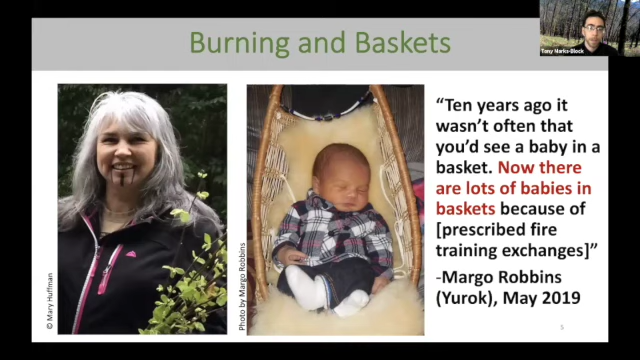 Burning and Baskets
Tony Marks-Block
© Mary Huffman
Photo by Margo Robbins
“Ten years ago it
wasn’t often that
you’d see a baby in a
basket. Now there
are lots of babies in
baskets because of
[prescribed fire
training exchanges]”
-Margo Robbins
(Yurok), May 2019
5